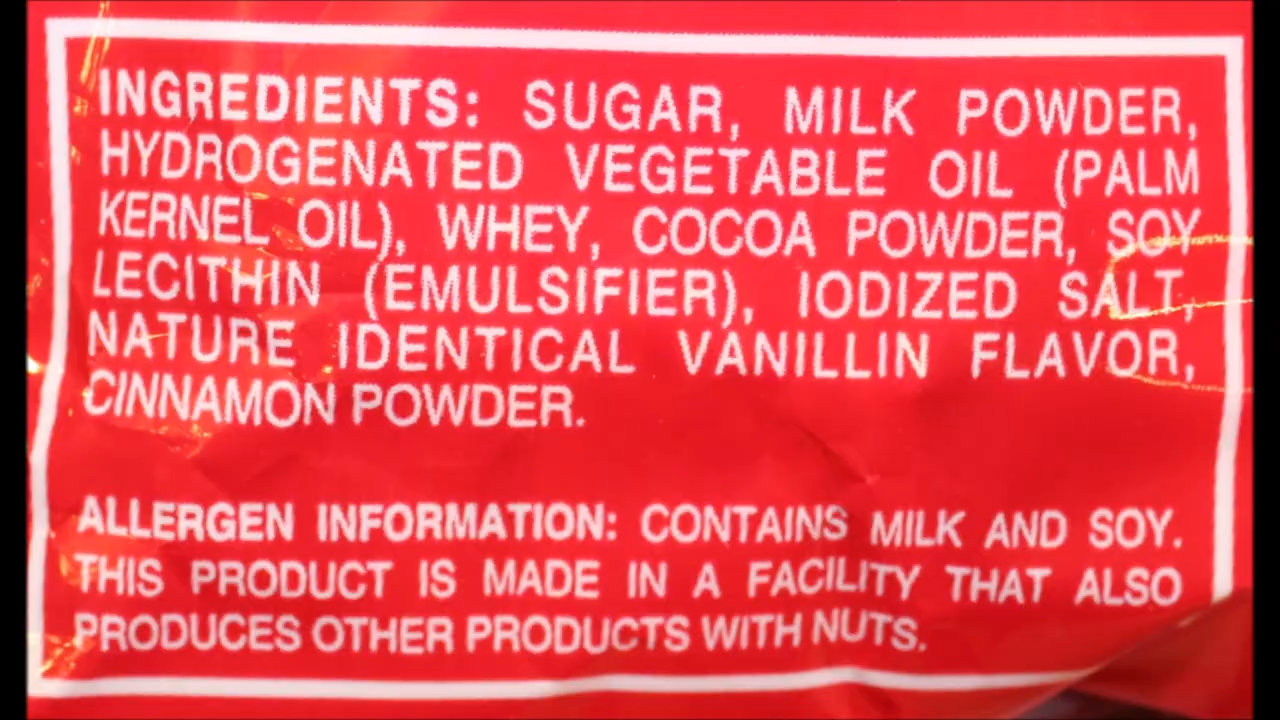 INGREDIENTS: SUGAR, MILK POWDER,
HYDROGENATED VEGETABLE OIL (PALM
KERNEL OIL), WHEY, COCOA POWDER, SOY
LECITHIN (EMULSIFIER), IODIZED SALT,
NATURE IDENTICAL VANILLIN FLAVOR,
CINNAMON POWDER.
ALLERGEN INFORMATION: CONTAINS MILK AND SOY.
THIS PRODUCT IS MADE IN A FACILITY THAT ALSO
PRODUCES OTHER PRODUCTS WITH NUTS.